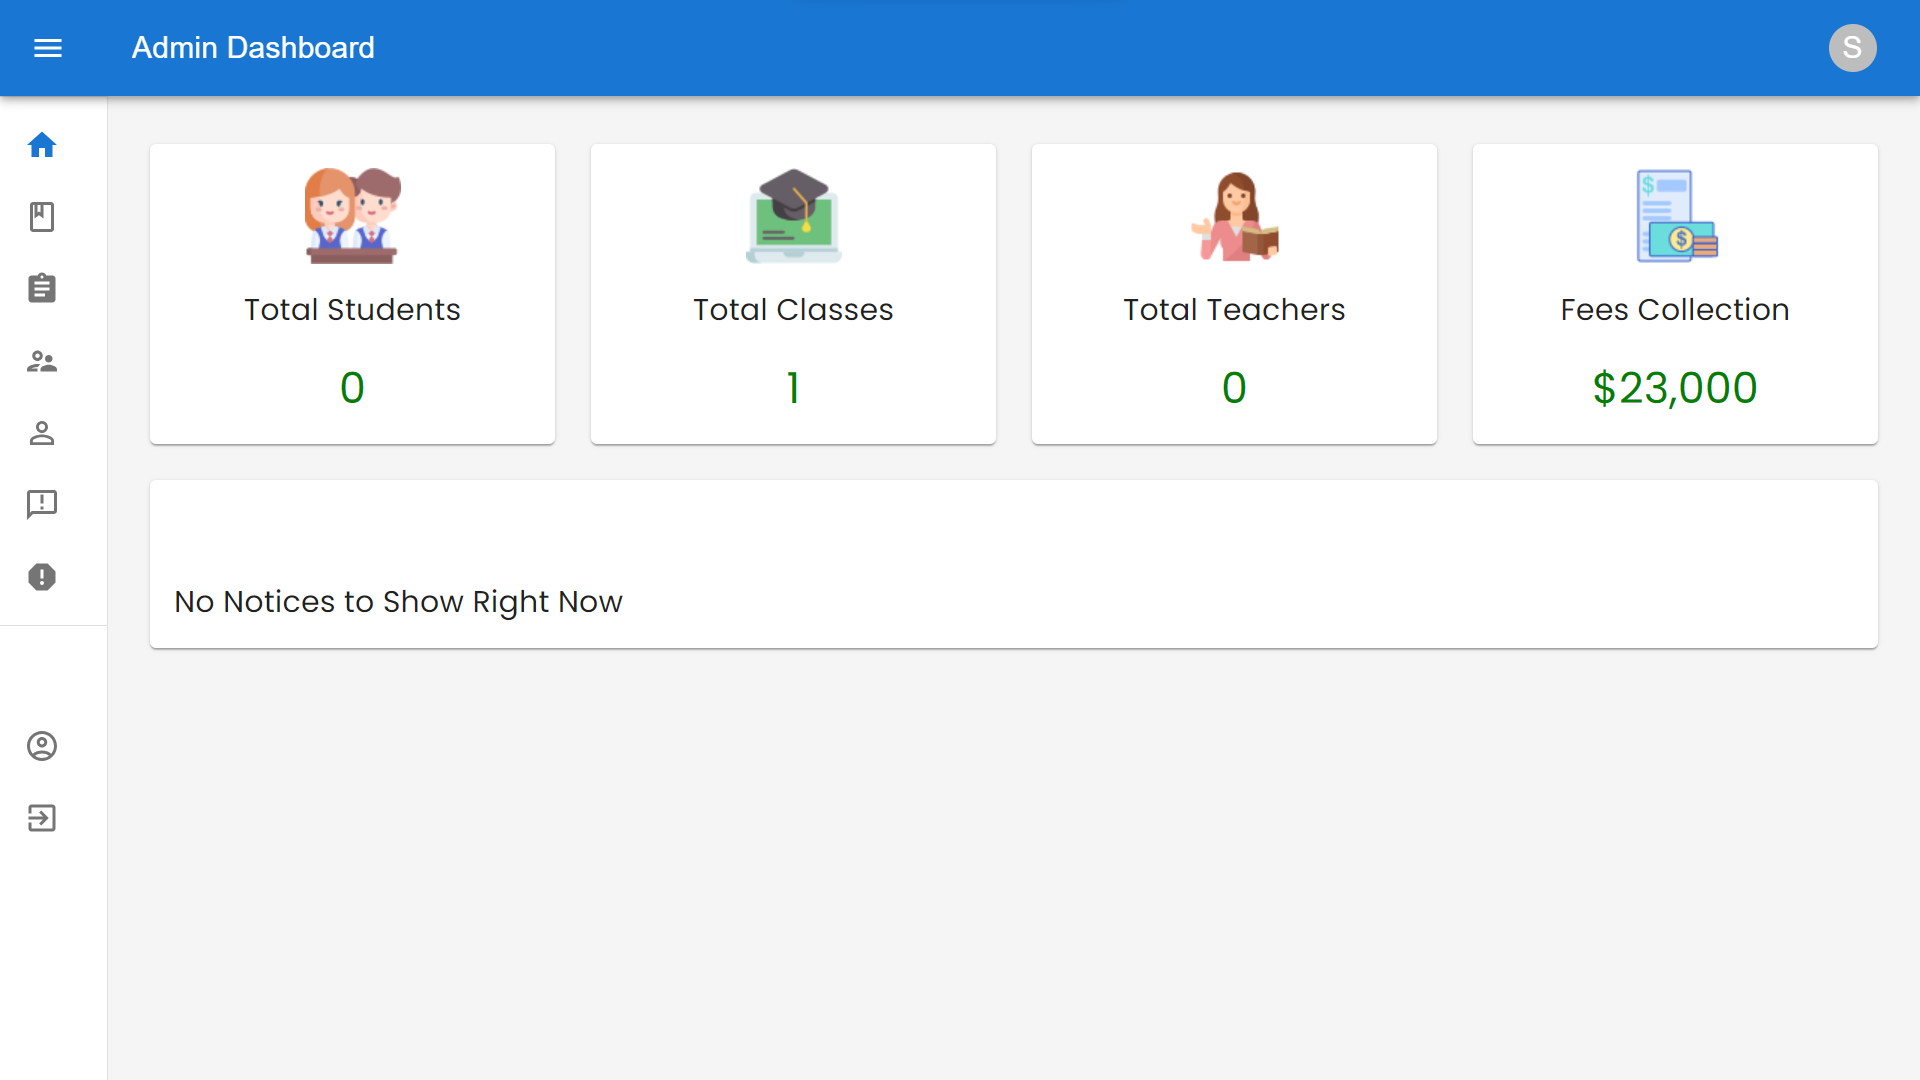 Admin Dashboard
S
Total Students
0
Total Classes
1
Total Teachers
0
$
$
Fees Collection
$23,000
No Notices to Show Right Now